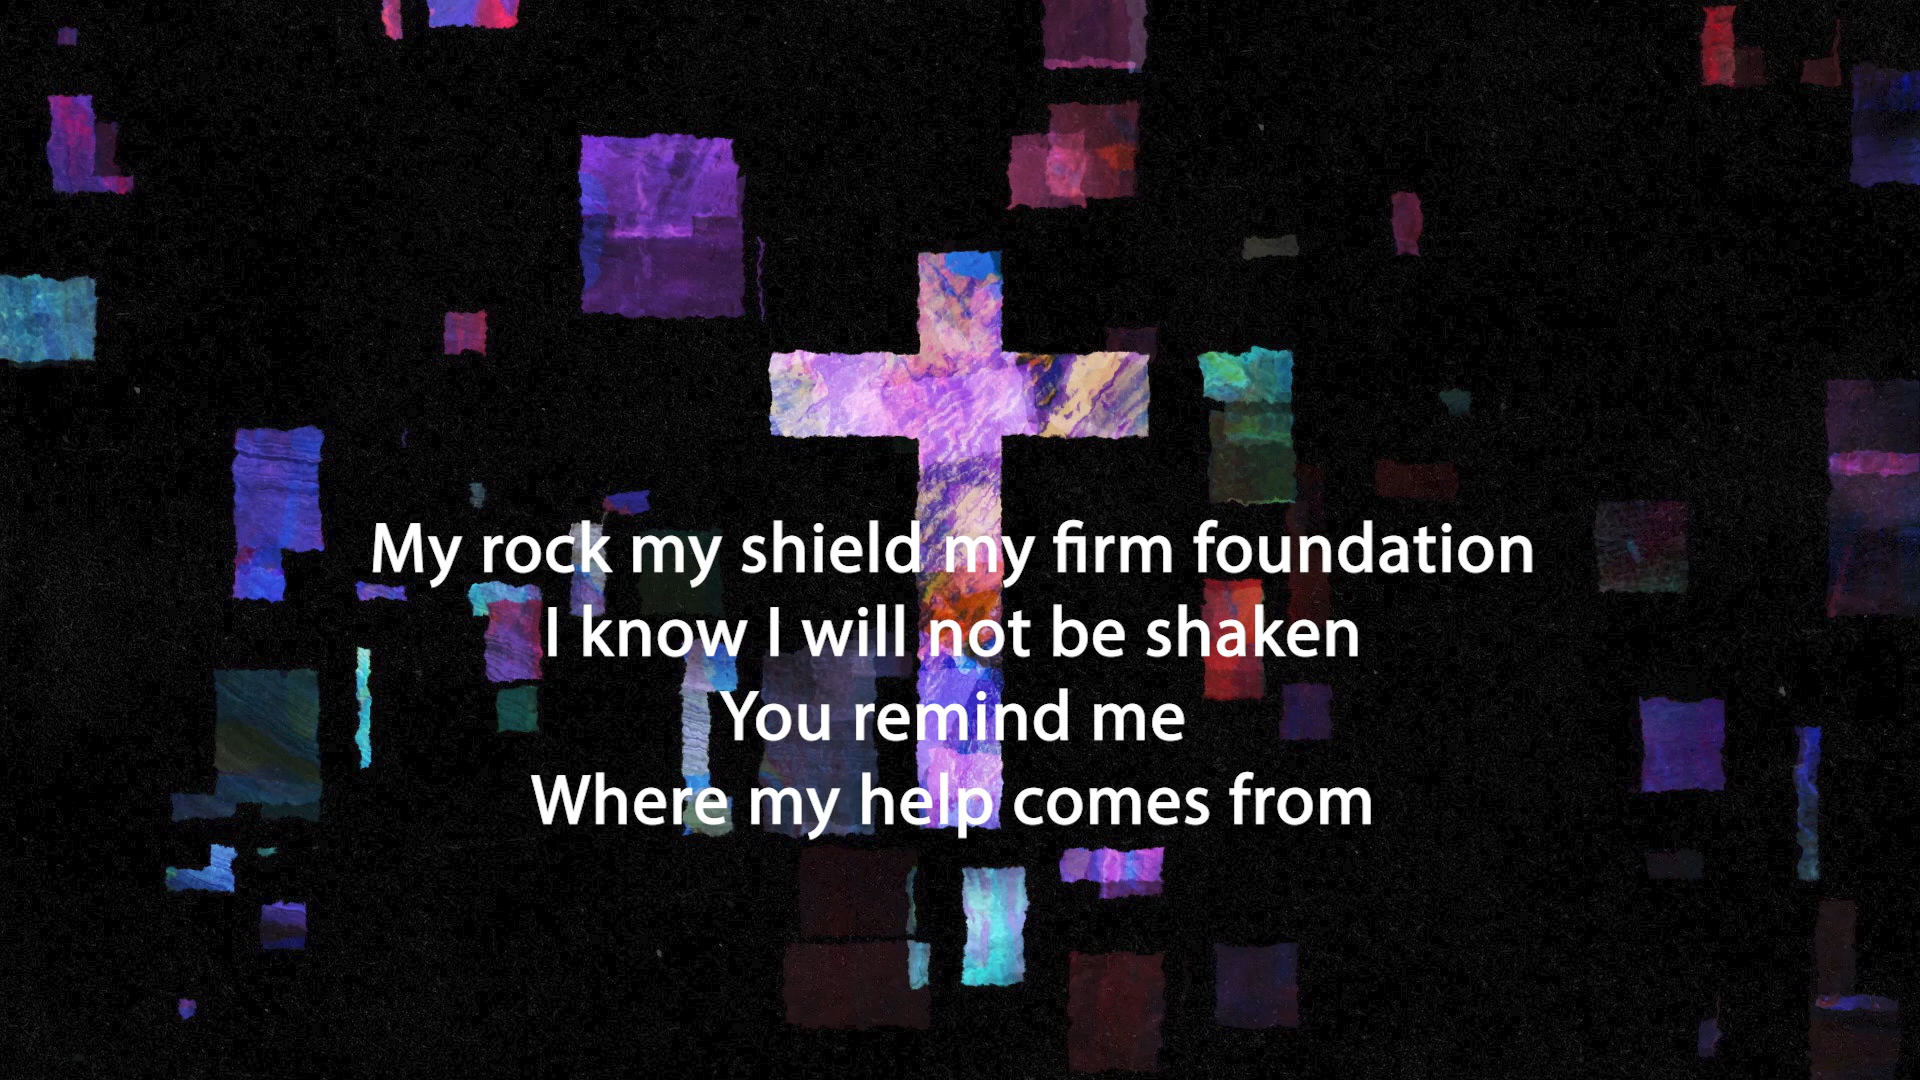 My rock my shield my firm foundation
I know I will not be shaken
You remind me
Where my help comes from